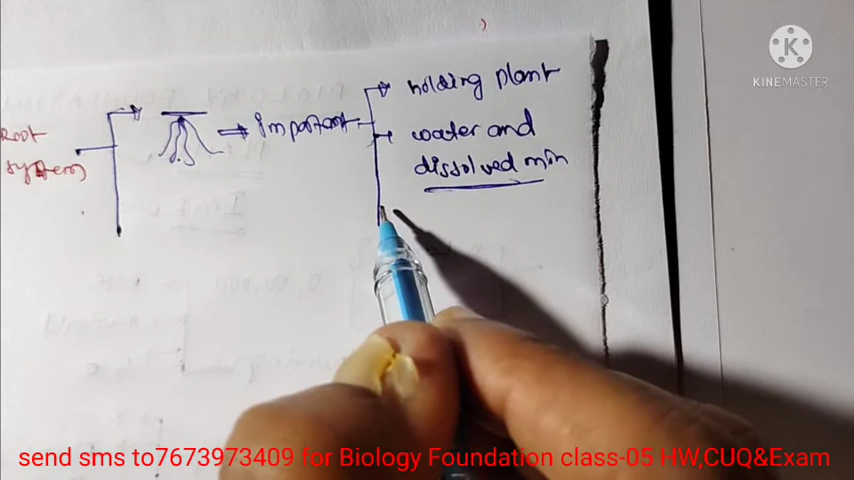 Root
system
important
holding plant
water and
dissolved min
KINEMASTER
send sms to7673973409 for Biology Foundation class-05 HW,CUQ&Exam